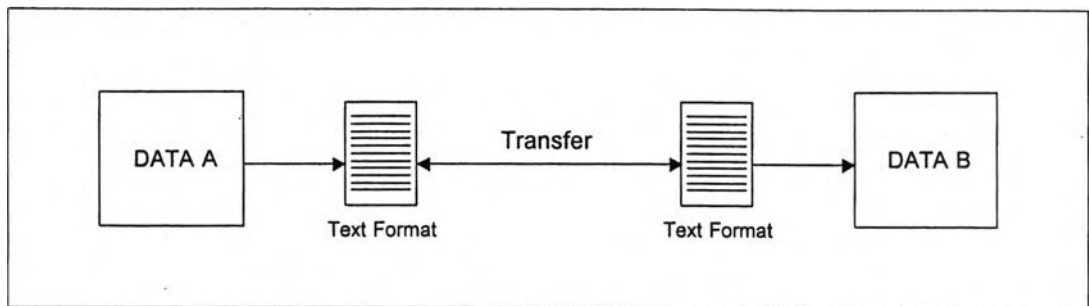 DATA A
Transfer
DATA B
Text Format
Text Format